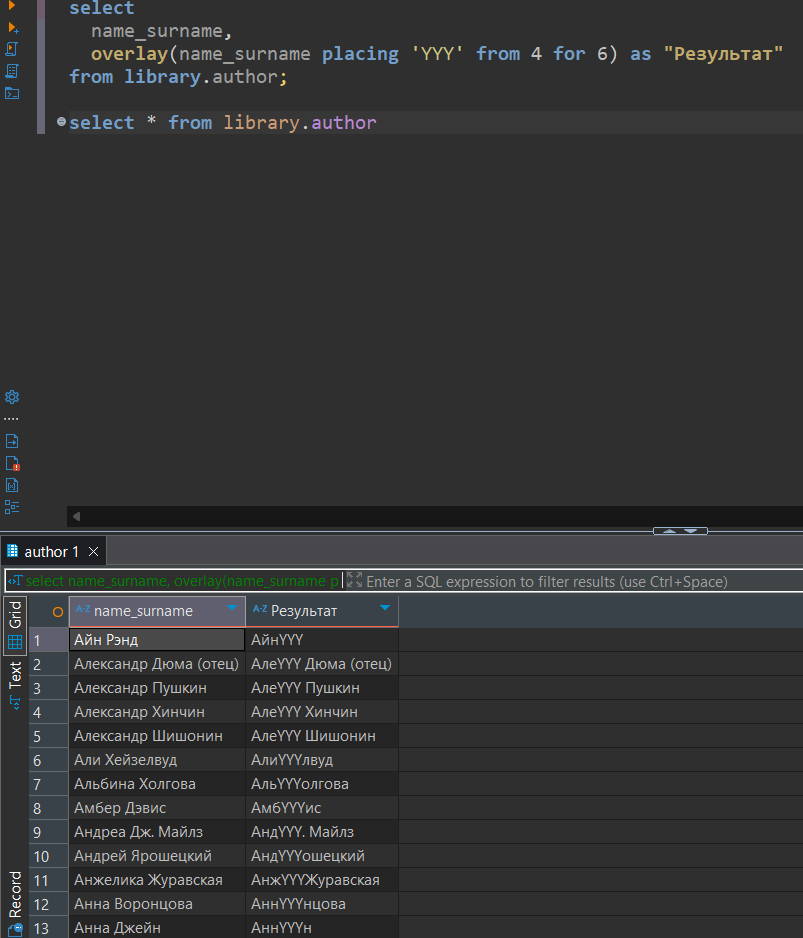 select
name_surname,
overlay(name_surname placing 'YYY' from 4 for 6) as "Результат"
from library.author;
select * from library.author
author 1
select name_surname, overlay(name_surname p
Enter a SQL expression to filter results (use Ctrl+Space)
Grid
Text
Record
A-Z name_surname A-Z Результат
1 Айн Рэнд АйнYYY
2 Александр Дюма (отец) АлеYYY Дюма (отец)
3 Александр Пушкин АлеYYY Пушкин
4 Александр Хинчин АлеYYY Хинчин
5 Александр Шишонин АлеYYY Шишонин
6 Али Хейзелвуд АлиYYYлвуд
7 Альбина Холгова АльYYYолгова
8 Амбер Дэвис АмбYYYис
9 Андреа Дж. Майлз АндYYY. Майлз
10 Андрей Ярошецкий АндYYYошецкий
11 Анжелика Журавская АнжYYYЖуравская
12 Анна Воронцова АннYYYнцова
13 Анна Джейн АннYYYн